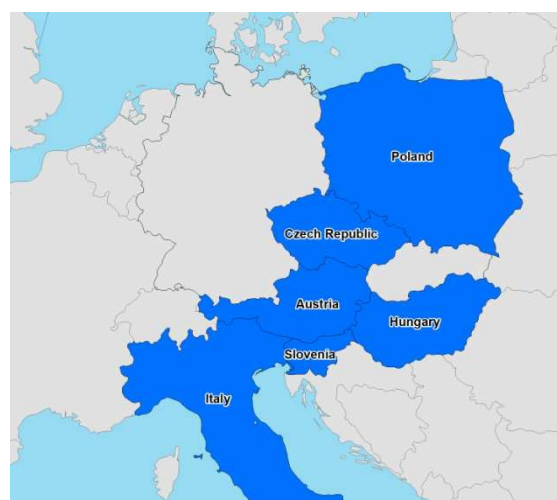 Poland
Czech Republic
Austria
Hungary
Slovenia
Italy